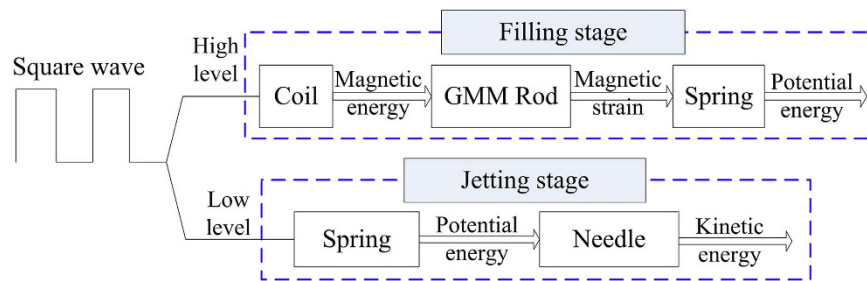 Filling stage
Square wave
High
level
Coil
Magnetic
energy
GMM Rod
Magnetic
strain
Spring
Potential
energy
Jetting stage
Low
level
Spring
Potential
energy
Needle
Kinetic
energy